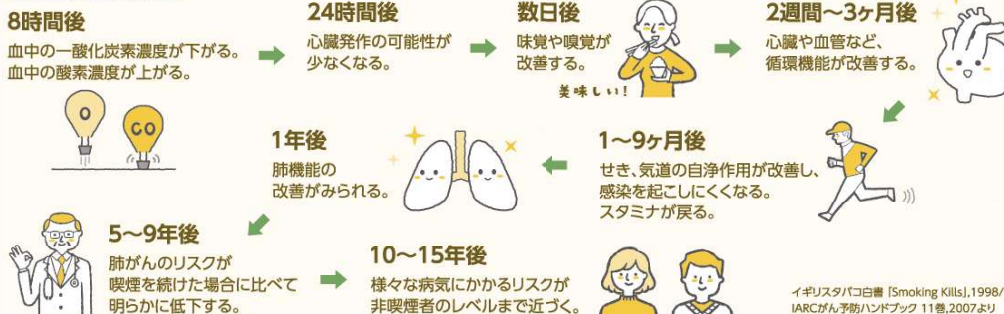 8時間後
血中の一酸化炭素濃度が下がる。
血中の酸素濃度が上がる。
O
CO
24時間後
心臓発作の可能性が
少なくなる。
数日後
味覚や嗅覚が
改善する。
美味しい!
2週間~3ヶ月後
心臓や血管など、
循環機能が改善する。
1~9ヶ月後
せき、気道の自浄作用が改善し、
感染を起こしにくくなる。
スタミナが戻る。
1年後
肺機能の
改善がみられる。
5~9年後
肺がんのリスクが
喫煙を続けた場合に比べて
明らかに低下する。
10~15年後
様々な病気にかかるリスクが
非喫煙者のレベルまで近づく。
イギリスタバコ白書「Smoking Kills」,1998/
IARCがん予防ハンドブック 11巻,2007より